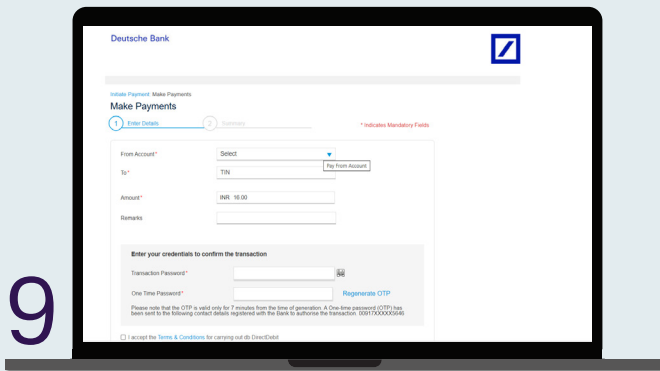 Deutsche Bank
Initiate Payment Make Payments
Make Payments
1 Enter Details 2 Summary * Indicates Mandatory Fields
From Account* Select
Pay From Account
To* TIN
Amount* INR 16.00
Remarks
Enter your credentials to confirm the transaction
Transaction Password*
One Time Password* Regenerate OTP
Please note that the OTP is valid only for 7 minutes from the time of generation. A One-time password (OTP) has
been sent to the following contact details registered with the Bank to authorise the transaction 00917XXXXX5646
I accept the Terms & Conditions for carrying out db DirectDebit
9